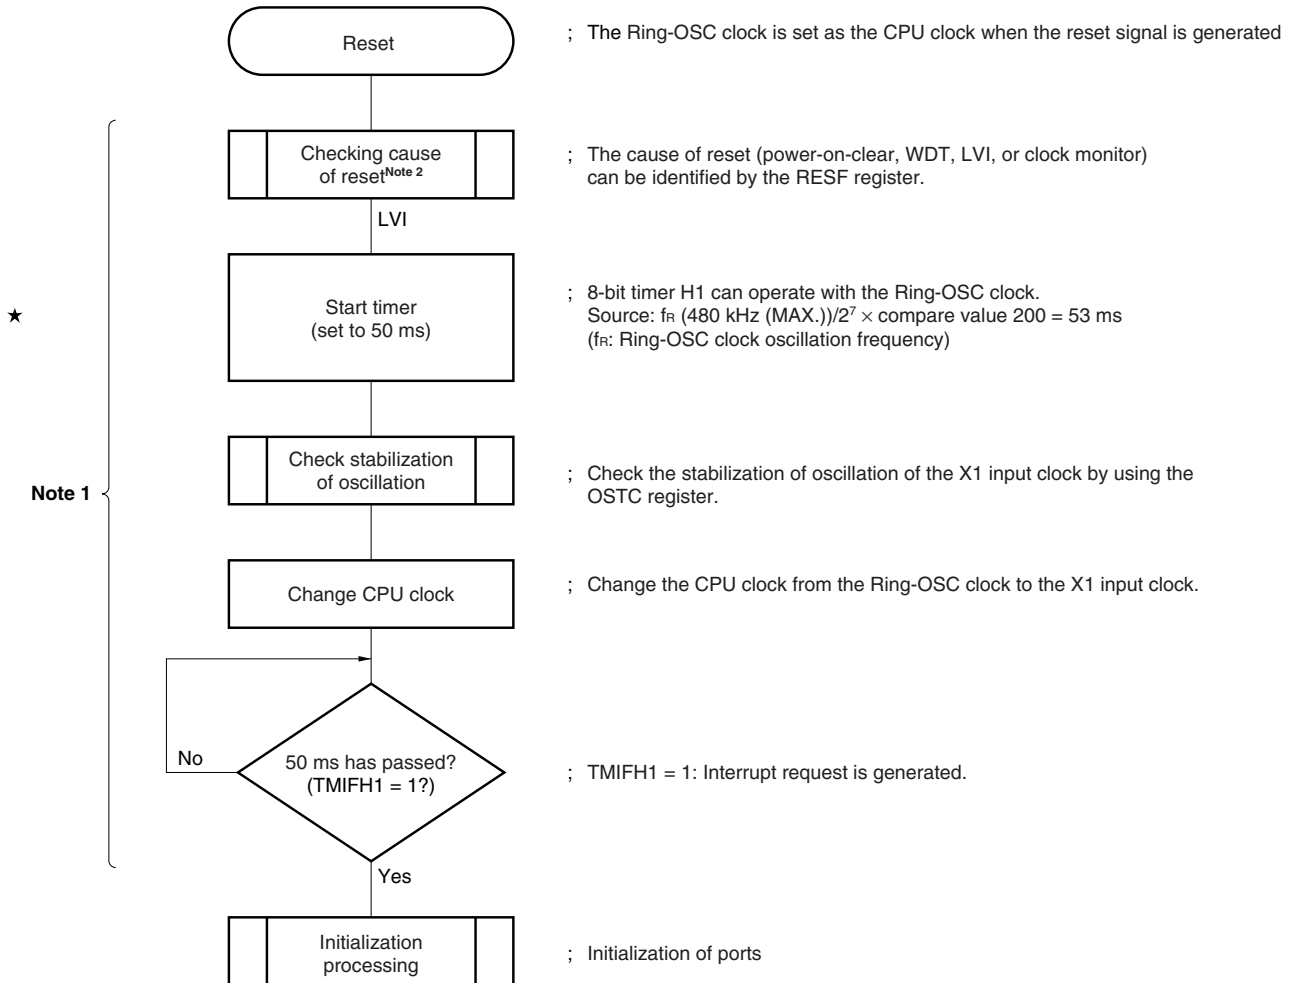 Reset
; The Ring-OSC clock is set as the CPU clock when the reset signal is generated
Checking cause
of reset Note 2
; The cause of reset (power-on-clear, WDT, LVI, or clock monitor)
can be identified by the RESF register.
LVI
★
Start timer
(set to 50 ms)
; 8-bit timer H1 can operate with the Ring-OSC clock.
Source: fR (480 kHz (MAX.))/2⁷ × compare value 200 = 53 ms
(fR: Ring-OSC clock oscillation frequency)
Note 1
Check stabilization
of oscillation
; Check the stabilization of oscillation of the X1 input clock by using the
OSTC register.
Change CPU clock
; Change the CPU clock from the Ring-OSC clock to the X1 input clock.
No
50 ms has passed?
(TMIFH1 = 1?)
; TMIFH1 = 1: Interrupt request is generated.
Yes
Initialization
processing
; Initialization of ports